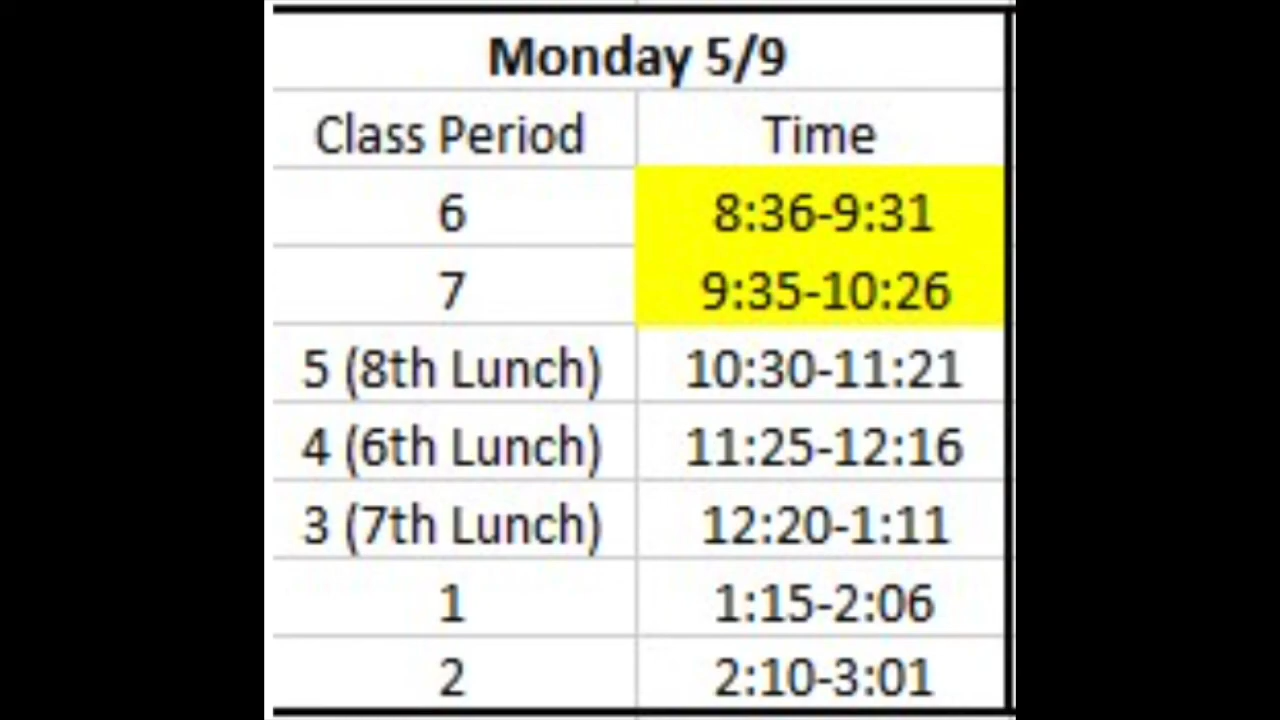 Monday 5/9
Class Period Time
6 8:36-9:31
7 9:35-10:26
5 (8th Lunch) 10:30-11:21
4 (6th Lunch) 11:25-12:16
3 (7th Lunch) 12:20-1:11
1 1:15-2:06
2 2:10-3:01